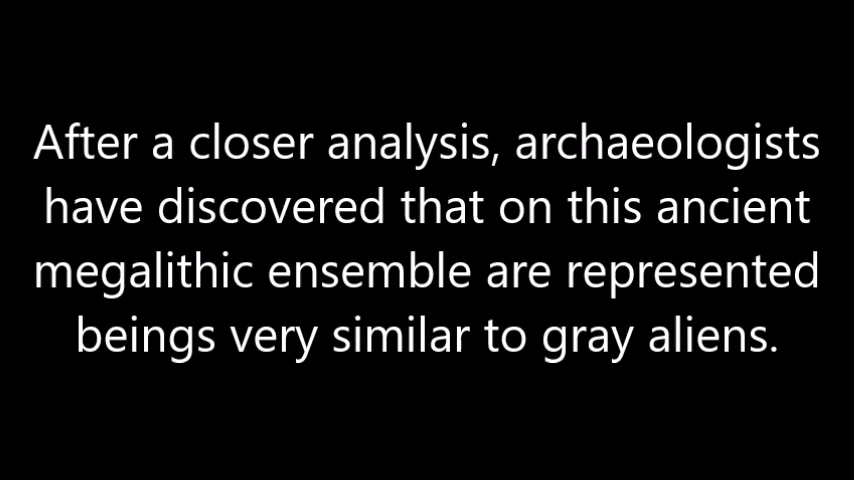 After a closer analysis, archaeologists
have discovered that on this ancient
megalithic ensemble are represented
beings very similar to gray aliens.